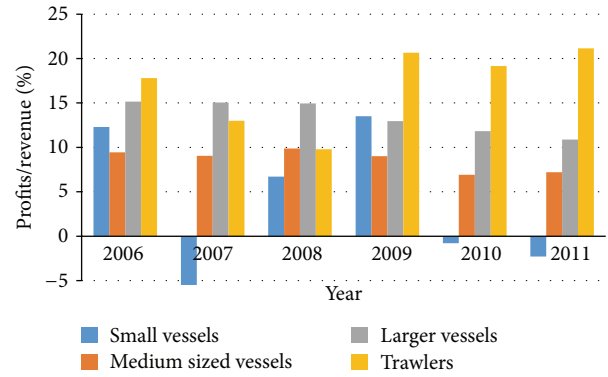 25
20
15
10
5
0
−5
Profits/revenue (%)
2006 2007 2008 2009 2010 2011
Year
Small vessels Larger vessels
Medium sized vessels Trawlers